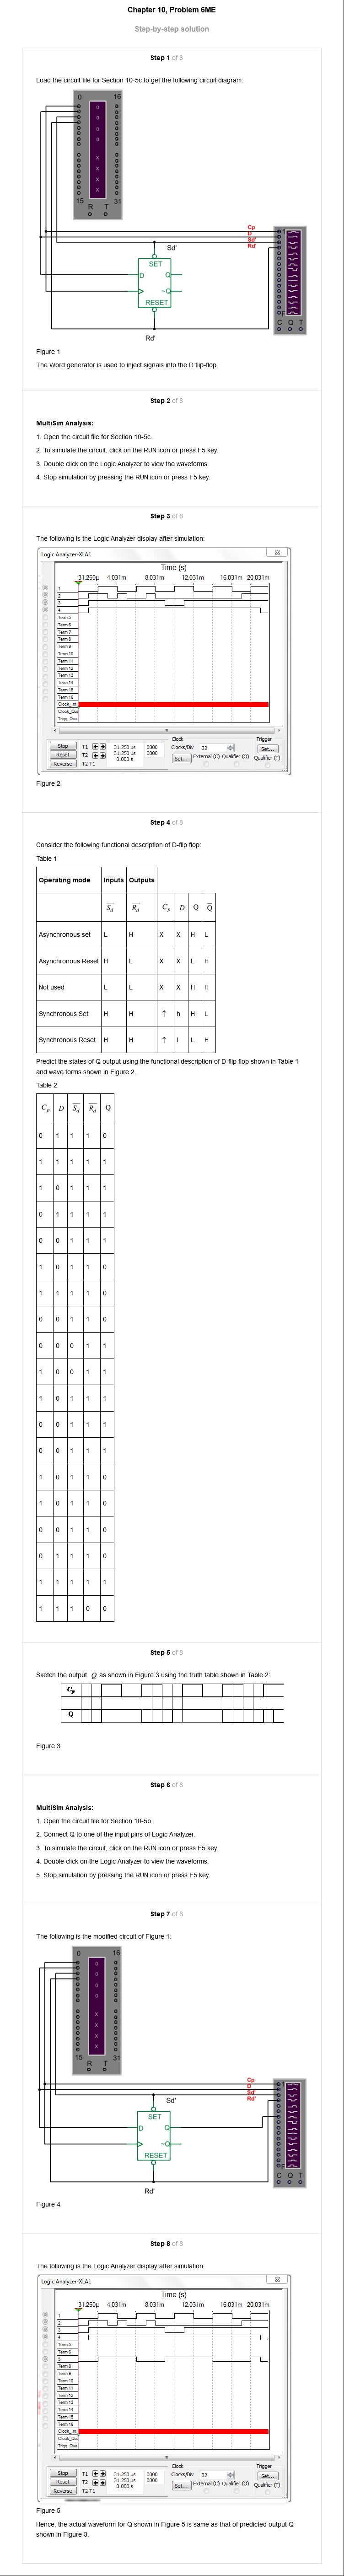 Chapter 10, Problem 6ME
Step-by-step solution
Step 1 of 8
Load the circuit file for Section 10-5c to get the following circuit diagram:
0 16
0
0
0
0
X
X
X
X
15 31
R T
Cp
D
Sd'
Rd'
Sd'
SET
D Q
~Q
RESET
C Q T
Rd'
Figure 1
The Word generator is used to inject signals into the D flip-flop.
Step 2 of 8
MultiSim Analysis:
1. Open the circuit file for Section 10-5c.
2. To simulate the circuit, click on the RUN icon or press F5 key.
3. Double click on the Logic Analyzer to view the waveforms.
4. Stop simulation by pressing the RUN icon or press F5 key.
Step 3 of 8
The following is the Logic Analyzer display after simulation:
Logic Analyzer-XLA1
Time (s)
31.250µ 4.031m 8.031m 12.031m 16.031m 20.031m
1
2
3
4
Term 5
Term 6
Term 7
Term 8
Term 9
Term 10
Term 11
Term 12
Term 13
Term 14
Term 15
Term 16
Clock_Int
Clock_Qua
Trigg_Qua
Clock Trigger
Stop T1 31.250 us 0000 Clocks/Div 32 Set...
Reset T2 31.250 us 0000 Set... External (C) Qualifier (Q) Qualifier (T)
Reverse T2-T1 0.000 s
Figure 2
Step 4 of 8
Consider the following functional description of D-flip flop:
Table 1
Operating mode Inputs Outputs
Sd Rd Cp D Q Q
Asynchronous set L H X X H L
Asynchronous Reset H L X X L H
Not used L L X X H H
Synchronous Set H H ↑ h H L
Synchronous Reset H H ↑ l L H
Predict the states of Q output using the functional description of D-flip flop shown in Table 1
and wave forms shown in Figure 2.
Table 2
Cp D Sd Rd Q
0 1 1 1 0
1 1 1 1 1
1 0 1 1 1
0 1 1 1 1
0 0 1 1 1
1 0 1 1 0
1 1 1 1 0
0 0 1 1 0
0 0 0 1 1
1 0 0 1 1
1 0 1 1 1
0 0 1 1 1
0 0 1 1 1
1 0 1 1 0
1 0 1 1 0
0 0 1 1 0
0 1 1 1 0
1 1 1 1 1
1 1 1 0 0
Step 5 of 8
Sketch the output Q as shown in Figure 3 using the truth table shown in Table 2:
Cp
Q
Figure 3
Step 6 of 8
MultiSim Analysis:
1. Open the circuit file for Section 10-5b.
2. Connect Q to one of the input pins of Logic Analyzer.
3. To simulate the circuit, click on the RUN icon or press F5 key.
4. Double click on the Logic Analyzer to view the waveforms.
5. Stop simulation by pressing the RUN icon or press F5 key.
Step 7 of 8
The following is the modified circuit of Figure 1:
0 16
0
0
0
0
X
X
X
X
15 31
R T
Cp
D
Sd'
Rd'
Sd'
SET
D Q
~Q
RESET
C Q T
Rd'
Figure 4
Step 8 of 8
The following is the Logic Analyzer display after simulation:
Logic Analyzer-XLA1
Time (s)
31.250µ 4.031m 8.031m 12.031m 16.031m 20.031m
1
2
3
4
Term 5
Term 6
5
Term 8
Term 9
Term 10
Term 11
Term 12
Term 13
Term 14
Term 15
Term 16
Clock_Int
Clock_Qua
Trigg_Qua
Clock Trigger
Stop T1 31.250 us 0000 Clocks/Div 32 Set...
Reset T2 31.250 us 0000 Set... External (C) Qualifier (Q) Qualifier (T)
Reverse T2-T1 0.000 s
Figure 5
Hence, the actual waveform for Q shown in Figure 5 is same as that of predicted output Q
shown in Figure 3.